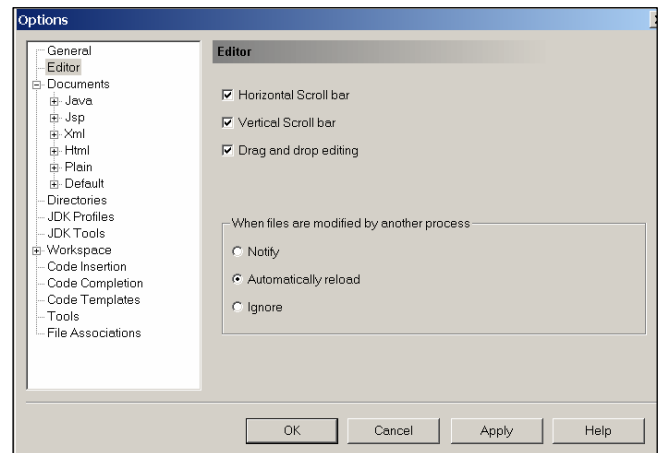 Options
General
Editor
Documents
Java
Jsp
Xml
Html
Plain
Default
Directories
JDK Profiles
JDK Tools
Workspace
Code Insertion
Code Completion
Code Templates
Tools
File Associations
Editor
Horizontal Scroll bar
Vertical Scroll bar
Drag and drop editing
When files are modified by another process
Notify
Automatically reload
Ignore
OK Cancel Apply Help